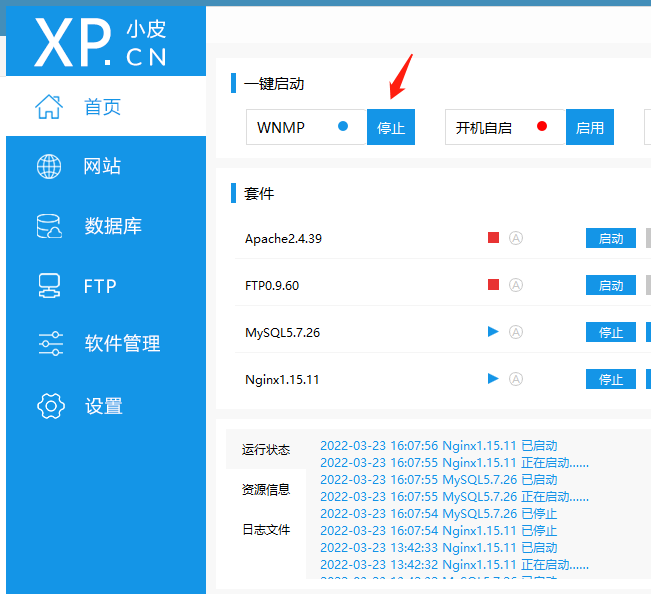 XP.小皮
CN
首页
网站
数据库
FTP
软件管理
设置
一键启动
WNMP 停止 开机自启 启用
套件
Apache2.4.39 A 启动
FTP0.9.60 A 启动
MySQL5.7.26 A 停止
Nginx1.15.11 A 停止
运行状态
资源信息
日志文件
2022-03-23 16:07:56 Nginx1.15.11 已启动
2022-03-23 16:07:55 Nginx1.15.11 正在启动......
2022-03-23 16:07:55 MySQL5.7.26 已启动
2022-03-23 16:07:55 MySQL5.7.26 正在启动......
2022-03-23 16:07:54 MySQL5.7.26 已停止
2022-03-23 16:07:54 Nginx1.15.11 已停止
2022-03-23 13:42:33 Nginx1.15.11 已启动
2022-03-23 13:42:32 Nginx1.15.11 正在启动......